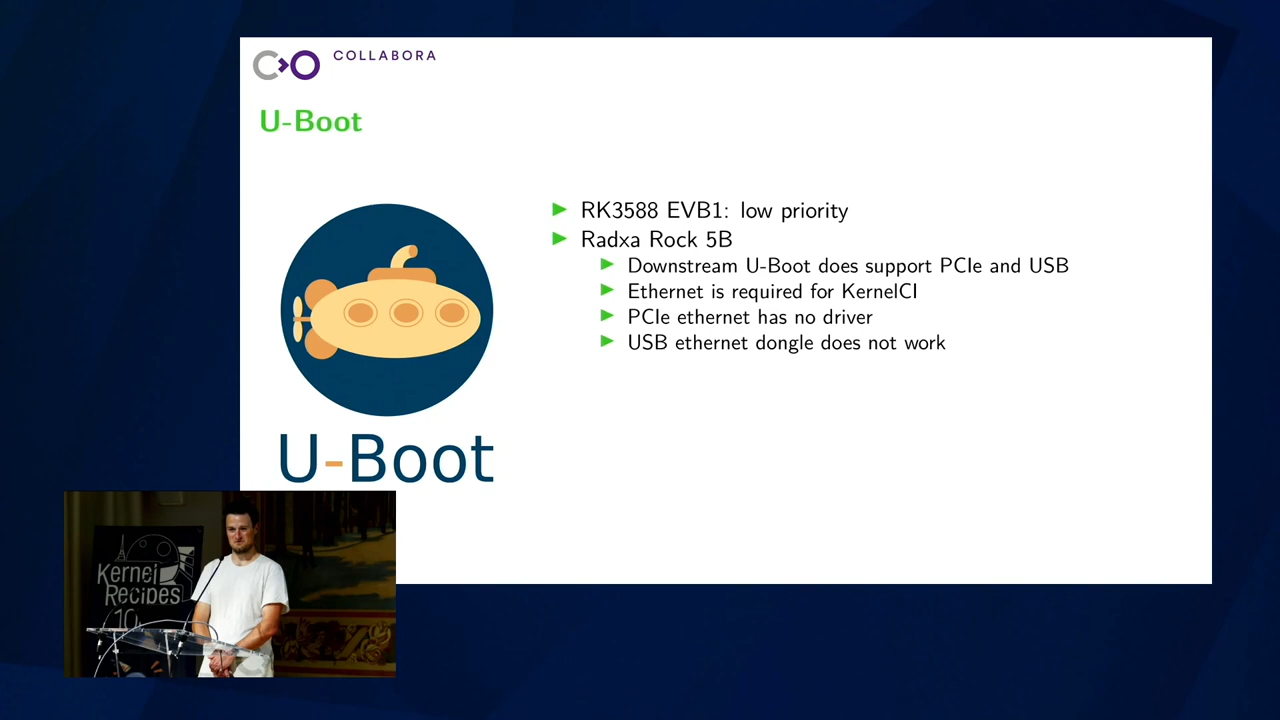 COLLABORA
U-Boot
RK3588 EVB1: low priority
Radxa Rock 5B
Downstream U-Boot does support PCIe and USB
Ethernet is required for KernelCI
PCIe ethernet has no driver
USB ethernet dongle does not work
U-Boot
Kernel
Recipes
10